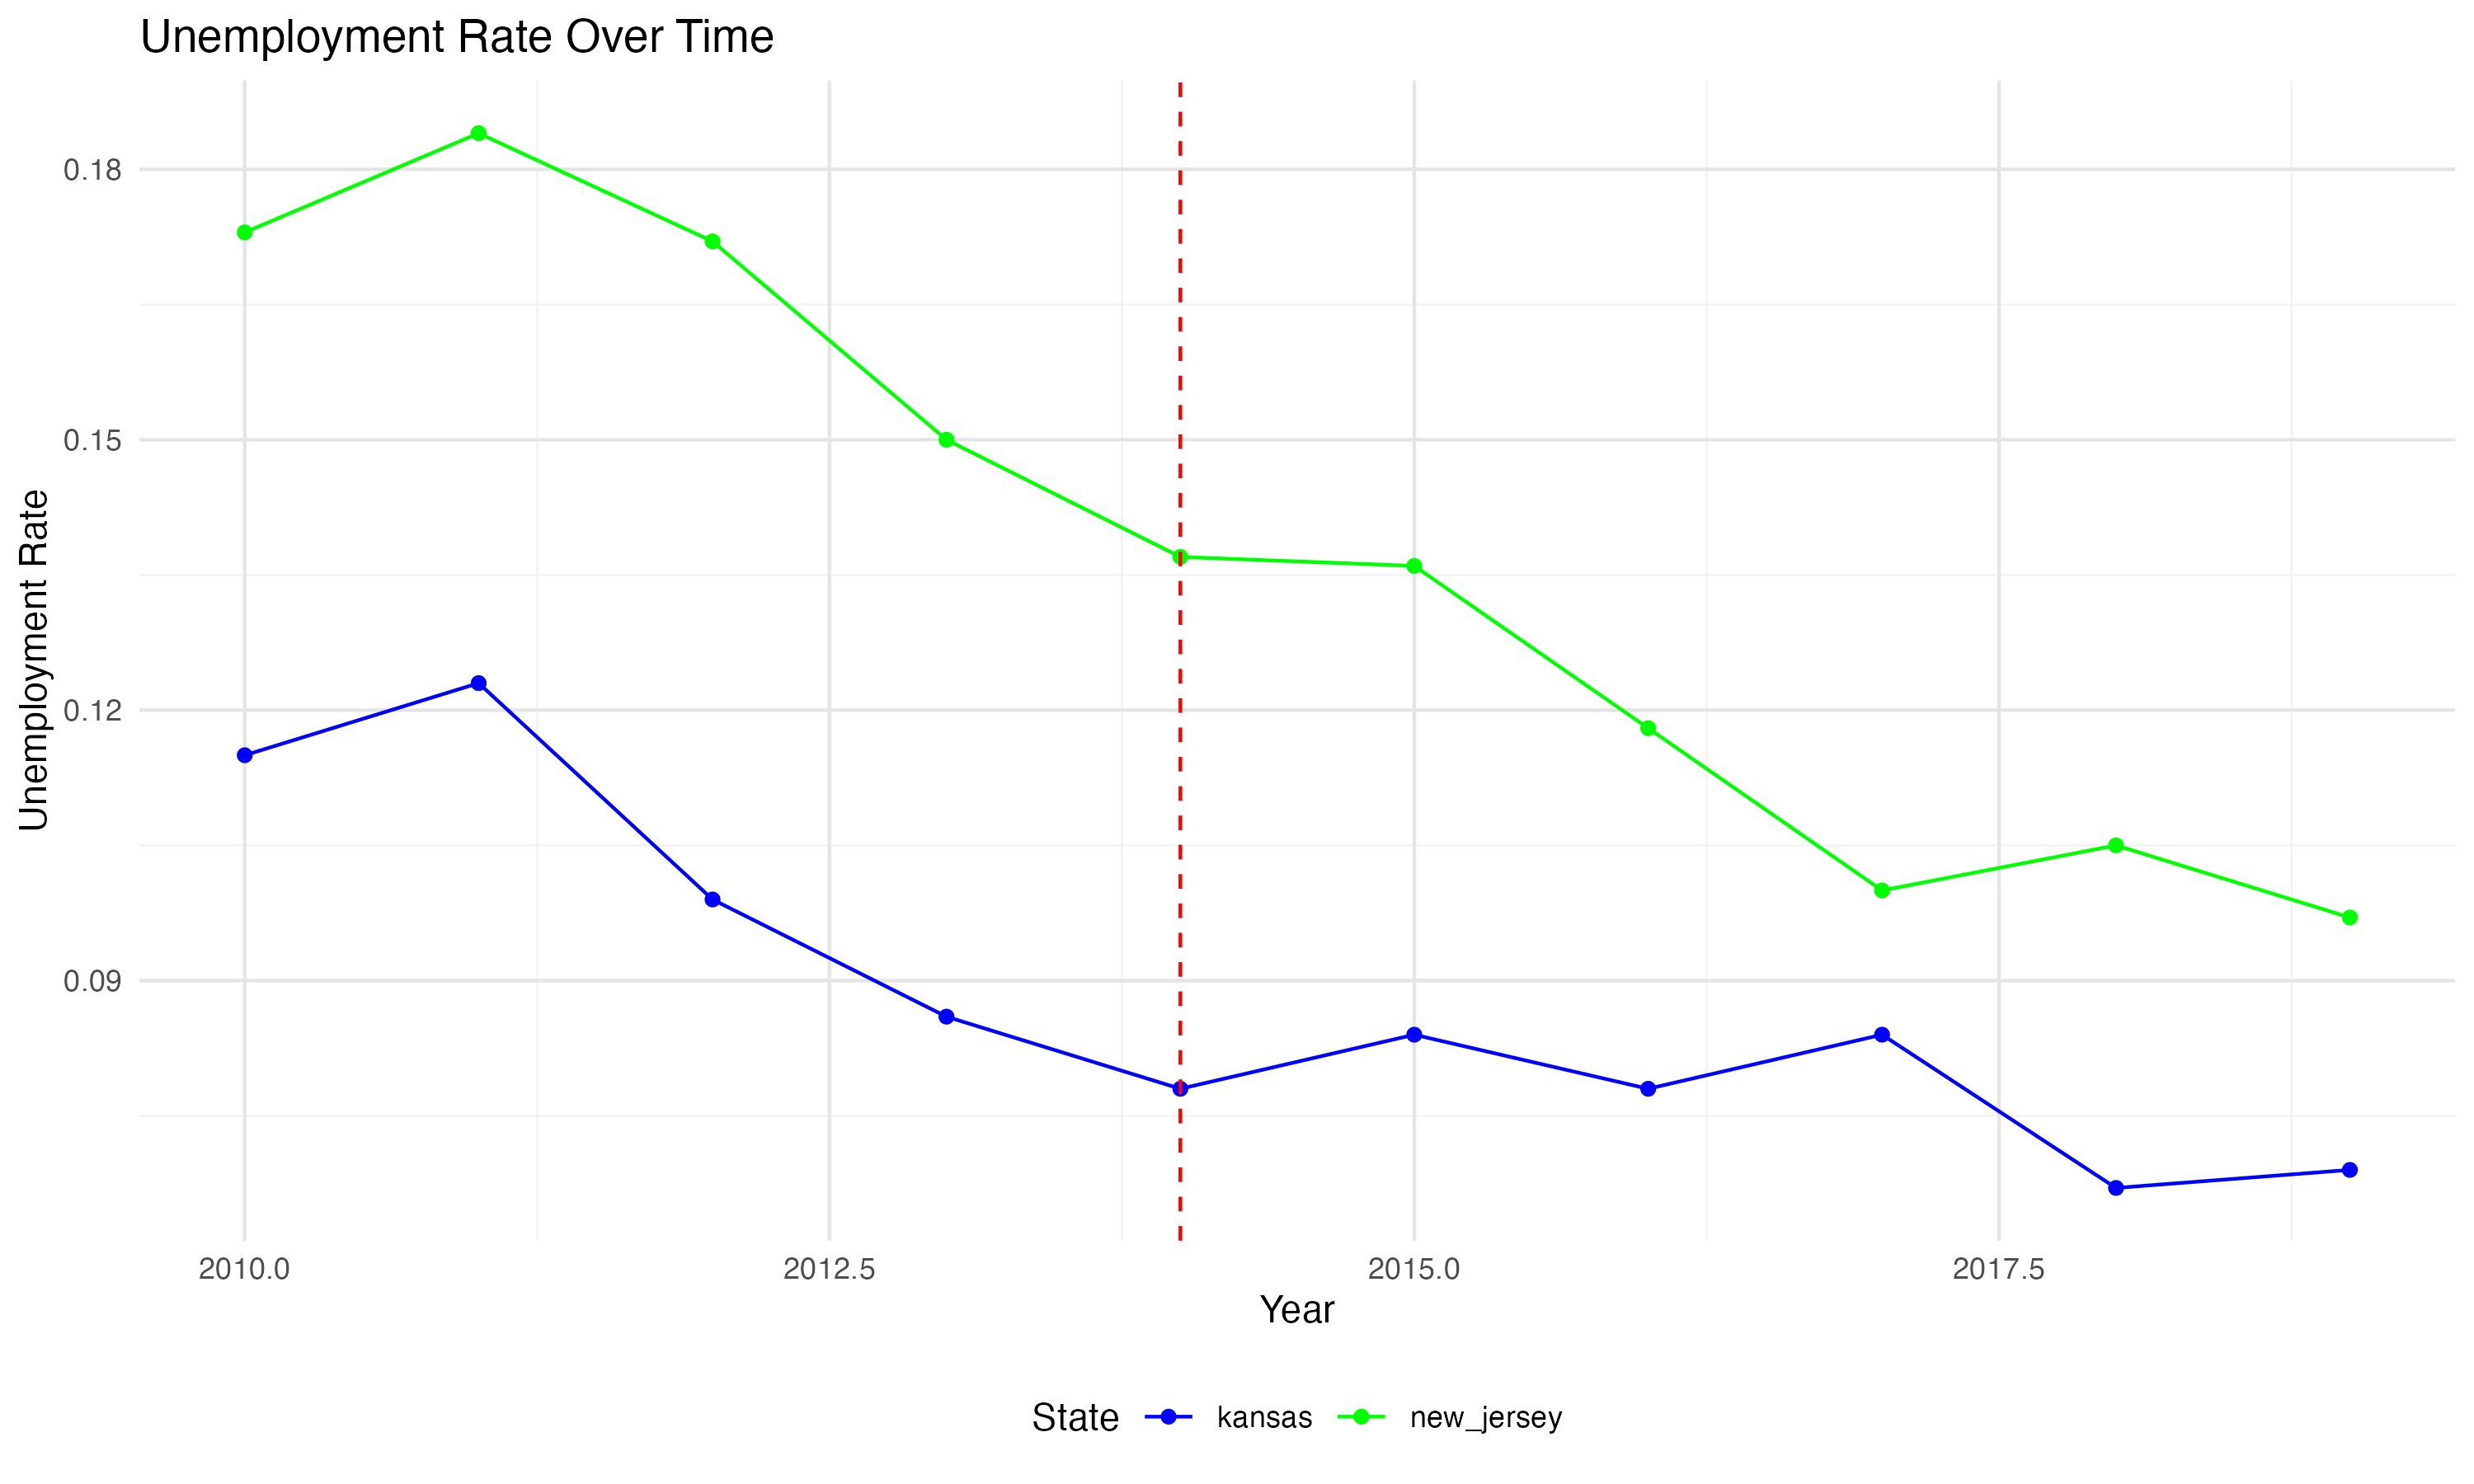 Unemployment Rate Over Time
Unemployment Rate
0.18
0.15
0.12
0.09
2010.0 2012.5 2015.0 2017.5
Year
State kansas new_jersey